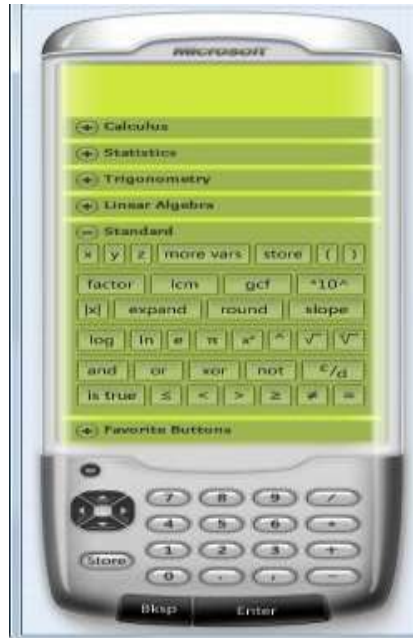 Microsoft
Calculus
Statistics
Trigonometry
Linear Algebra
Standard
x y z more vars store ( )
factor lcm gcf *10^
|x| expand round slope
log ln e π ^ √ √
and or xor not c/d
is true ≤ < > ≥ ≠ =
Favorite Buttons
7 8 9 /
4 5 6 *
1 2 3 +
Store
0 . , −
Bksp Enter